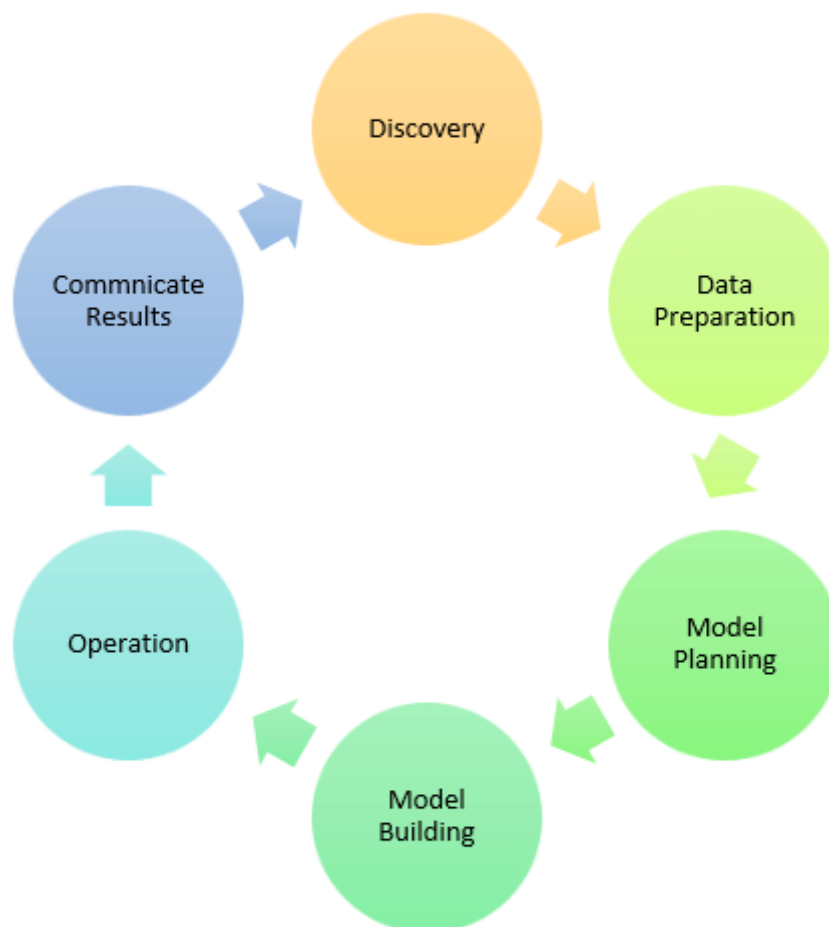 Discovery
Data
Preparation
Model
Planning
Model
Building
Operation
Commnicate
Results